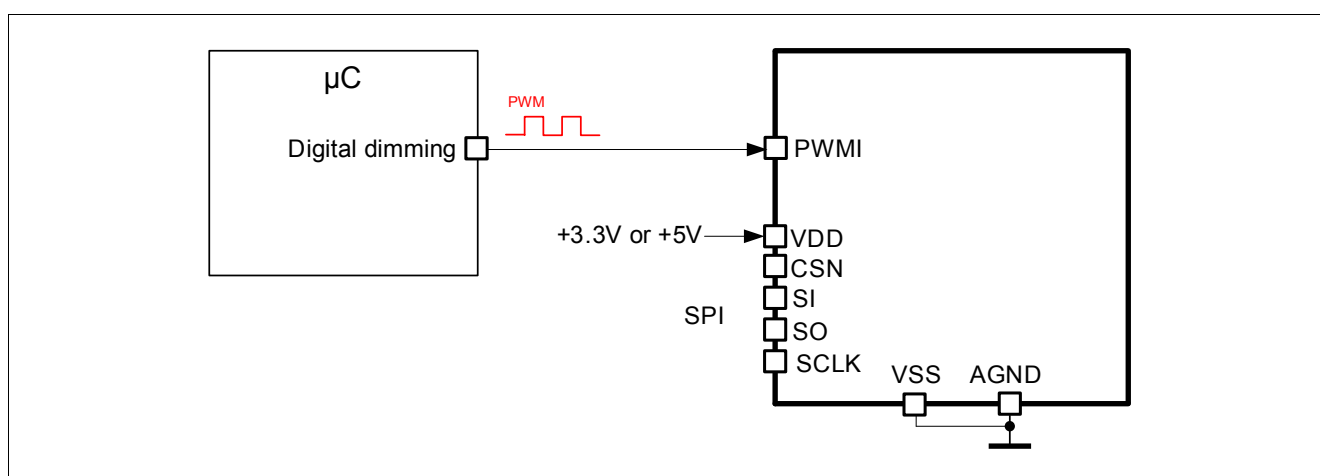 µC
PWM
Digital dimming
PWMI
+3.3V or +5V
VDD
CSN
SI
SPI
SO
SCLK
VSS
AGND